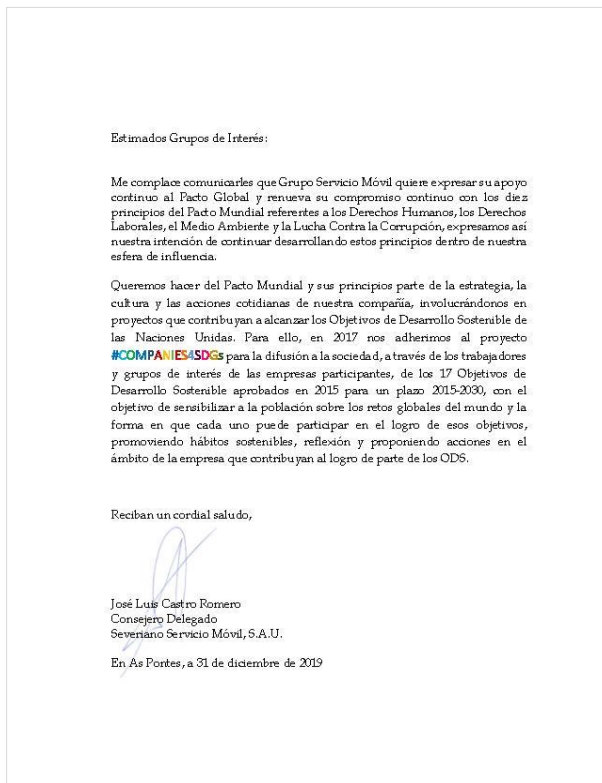 Estimados Grupos de Interés:
Me complace comunicarles que Grupo Servicio Móvil quiere expresar su apoyo
continuo al Pacto Global y renueva su compromiso continuo con los diez
principios del Pacto Mundial referentes a los Derechos Humanos, los Derechos
Laborales, el Medio Ambiente y la Lucha Contra la Corrupción, expresamos así
nuestra intención de continuar desarrollando estos principios dentro de nuestra
esfera de influencia.
Queremos hacer del Pacto Mundial y sus principios parte de la estrategia, la
cultura y las acciones cotidianas de nuestra compañía, involucrándonos en
proyectos que contribuyan a alcanzar los Objetivos de Desarrollo Sostenible de
las Naciones Unidas. Para ello, en 2017 nos adherimos al proyecto
#COMPANIES4SDGs para la difusión a la sociedad, a través de los trabajadores
y grupos de interés de las empresas participantes, de los 17 Objetivos de
Desarrollo Sostenible aprobados en 2015 para un plazo 2015-2030, con el
objetivo de sensibilizar a la población sobre los retos globales del mundo y la
forma en que cada uno puede participar en el logro de esos objetivos,
promoviendo hábitos sostenibles, reflexión y proponiendo acciones en el
ámbito de la empresa que contribuyan al logro de parte de los ODS.
Reciban un cordial saludo,
José Luis Castro Romero
Consejero Delegado
Severiano Servicio Móvil, S.A.U.
En As Pontes, a 31 de diciembre de 2019